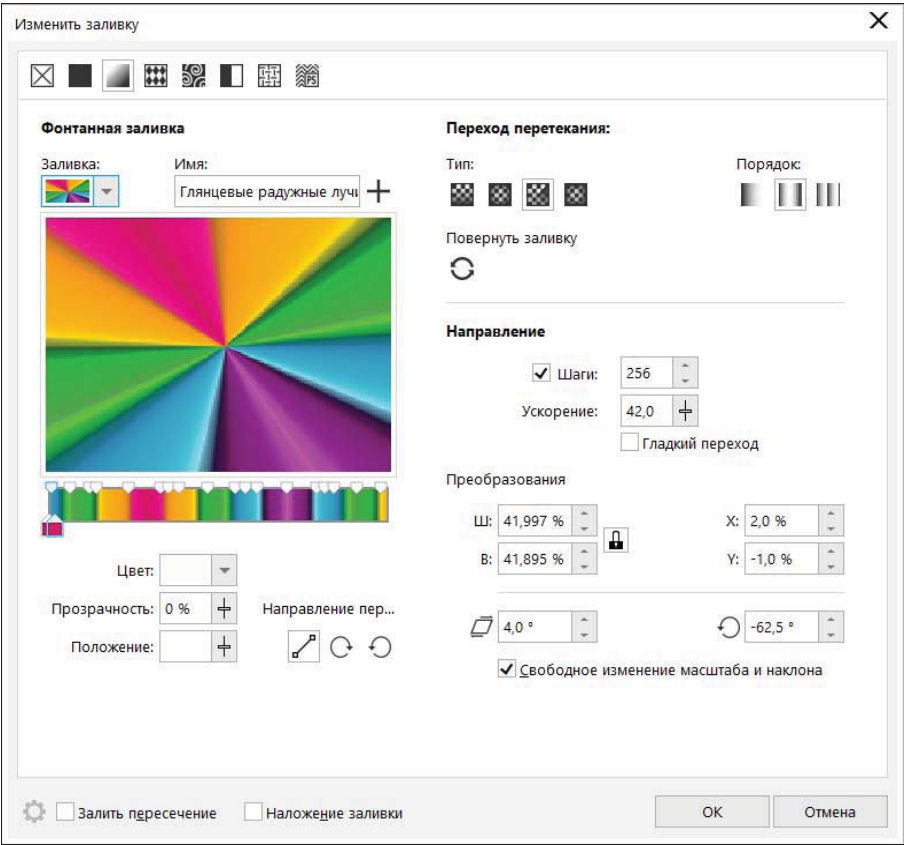 Изменить заливку
Фонтанная заливка
Заливка:
Имя:
Глянцевые радужные лучи
Цвет:
Прозрачность: 0 %
Положение:
Направление пер...
Переход перетекания:
Тип:
Порядок:
Повернуть заливку
Направление
Шаги: 256
Ускорение: 42,0
Гладкий переход
Преобразования
Ш: 41,997 %
X: 2,0 %
В: 41,895 %
Y: -1,0 %
4,0 °
-62,5 °
Свободное изменение масштаба и наклона
Залить пересечение
Наложение заливки
ОК
Отмена